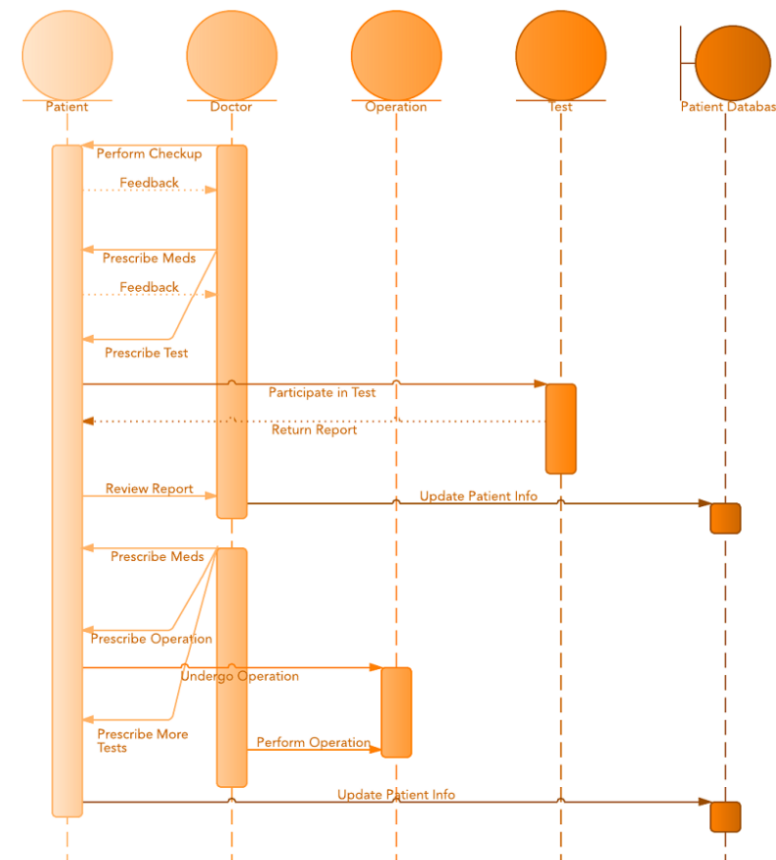 Patient
Doctor
Operation
Test
Patient Databas
Perform Checkup
Feedback
Prescribe Meds
Feedback
Prescribe Test
Participate in Test
Return Report
Review Report
Update Patient Info
Prescribe Meds
Prescribe Operation
Undergo Operation
Prescribe More
Tests
Perform Operation
Update Patient Info